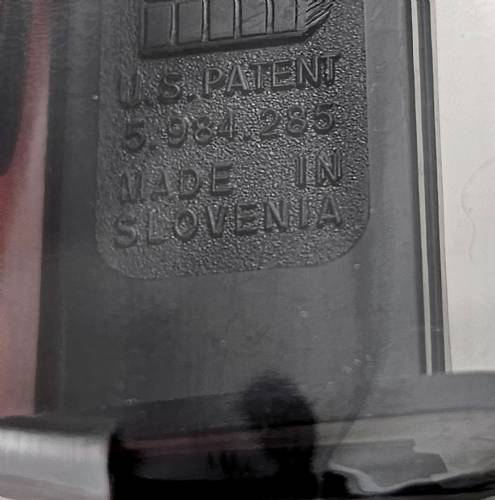 U.S. PATENT
5.984.285
MADE IN
SLOVENIA